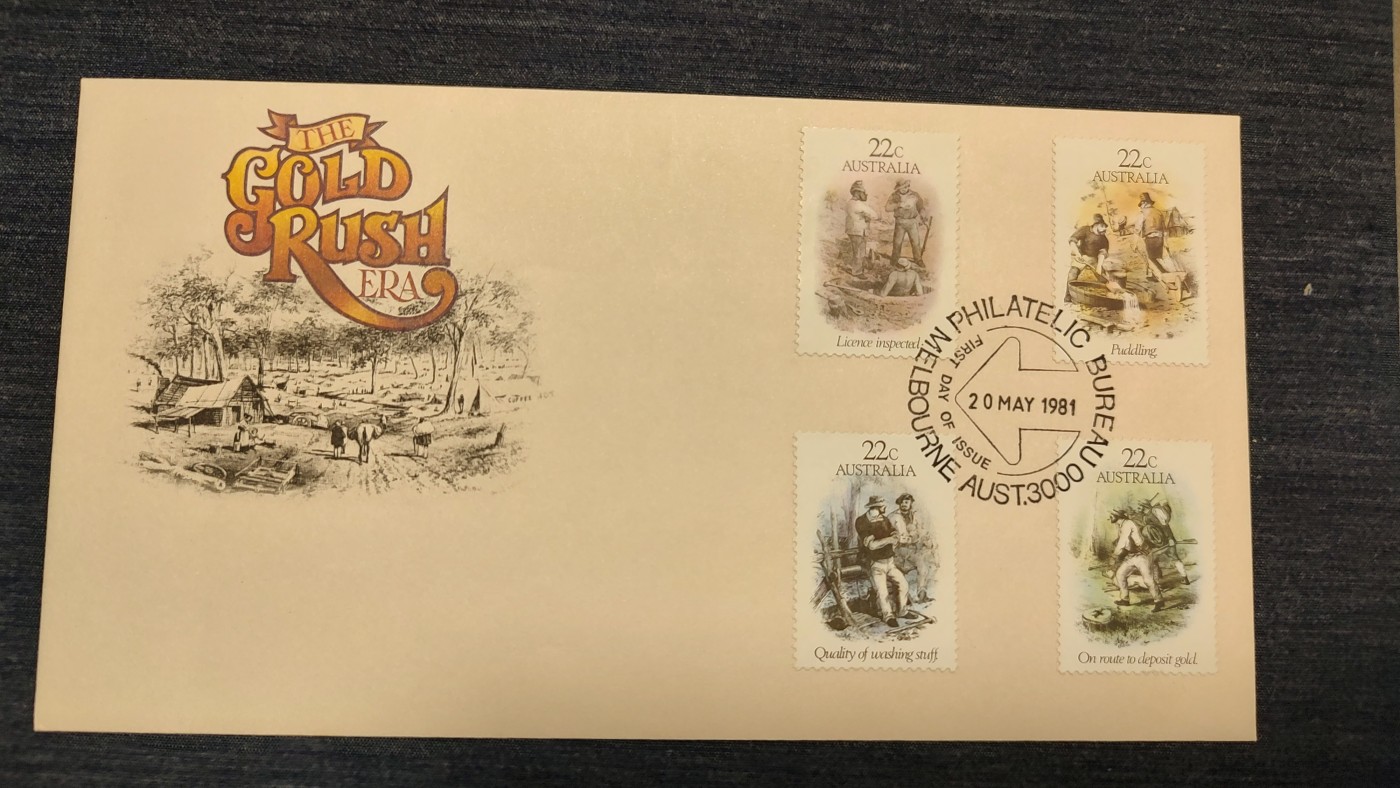 THE
GOLD
RUSH
ERA
22c
AUSTRALIA
Licence inspected.
22c
AUSTRALIA
Puddling.
PHILATELIC BUREAU
MELBOURNE AUST.3000
FIRST DAY OF ISSUE
20 MAY 1981
22c
AUSTRALIA
Quality of washing stuff.
22c
AUSTRALIA
On route to deposit gold.